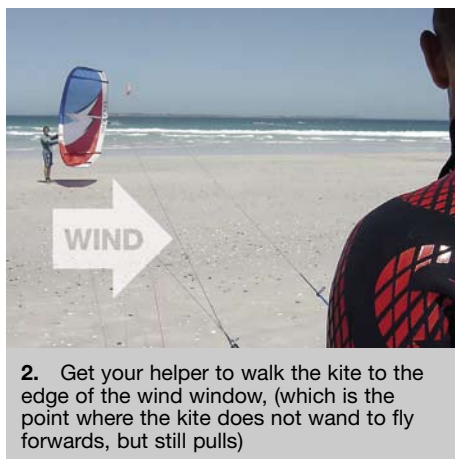 WIND
2. Get your helper to walk the kite to the
edge of the wind window, (which is the
point where the kite does not wand to fly
forwards, but still pulls)